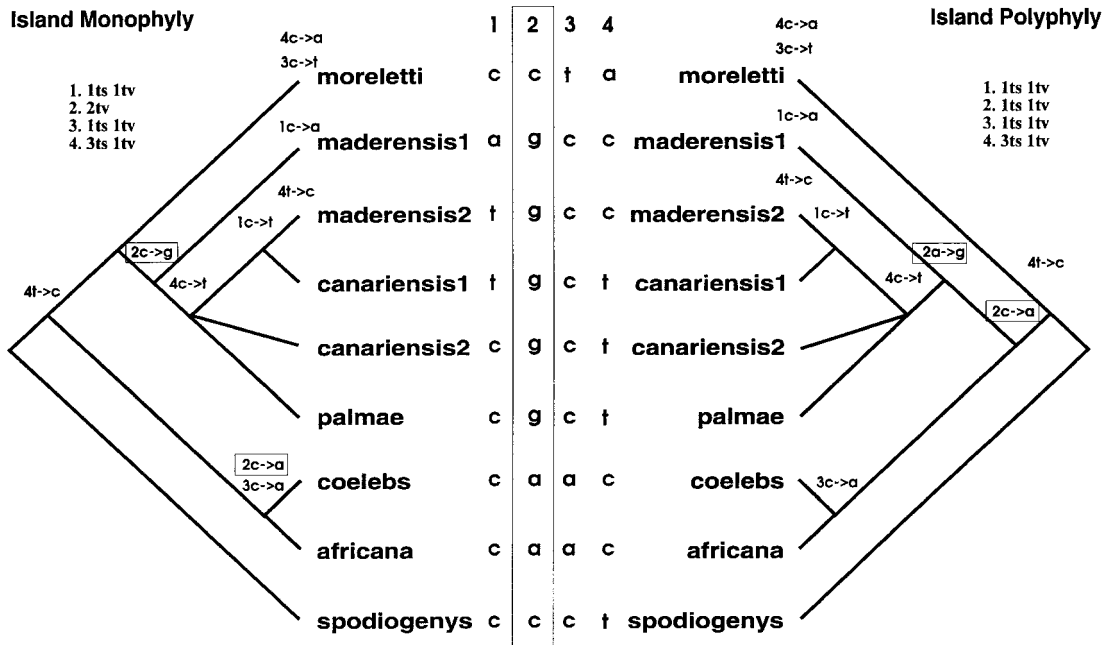 Island Monophyly
1 2 3 4
Island Polyphyly
4c->a
3c->t
moreletti c c t a moreletti
4c->a
3c->t
1. 1ts 1tv
2. 2tv
3. 1ts 1tv
4. 3ts 1tv
1. 1ts 1tv
2. 1ts 1tv
3. 1ts 1tv
4. 3ts 1tv
1c->a
maderensis1 a g c c maderensis1
1c->a
4t->c
1c->t
maderensis2 t g c c maderensis2
4t->c
1c->t
2c->g
4c->t
4t->c
canariensis1 t g c t canariensis1
2a->g
4c->t
4t->c
2c->a
canariensis2 c g c t canariensis2
palmae c g c t palmae
2c->a
3c->a
coelebs c a a c coelebs
3c->a
africana c a a c africana
spodiogenys c c c t spodiogenys